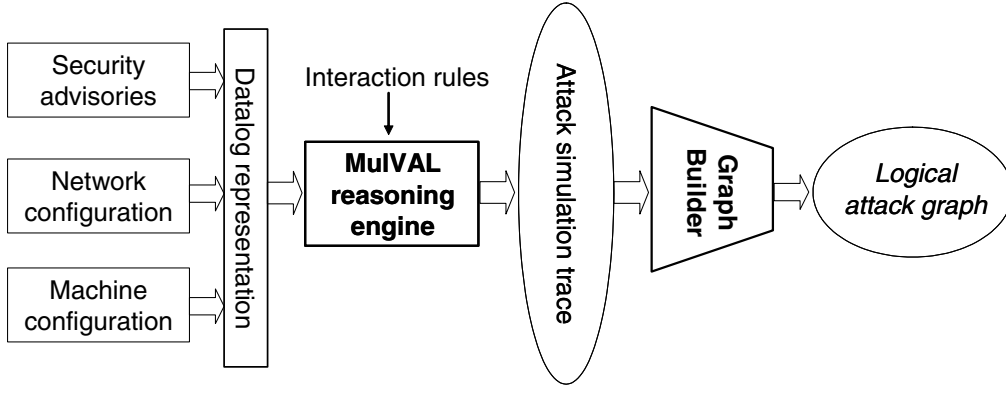 Security
advisories
Network
configuration
Machine
configuration
Datalog representation
Interaction rules
MulVAL
reasoning
engine
Attack simulation trace
Graph
Builder
Logical
attack graph